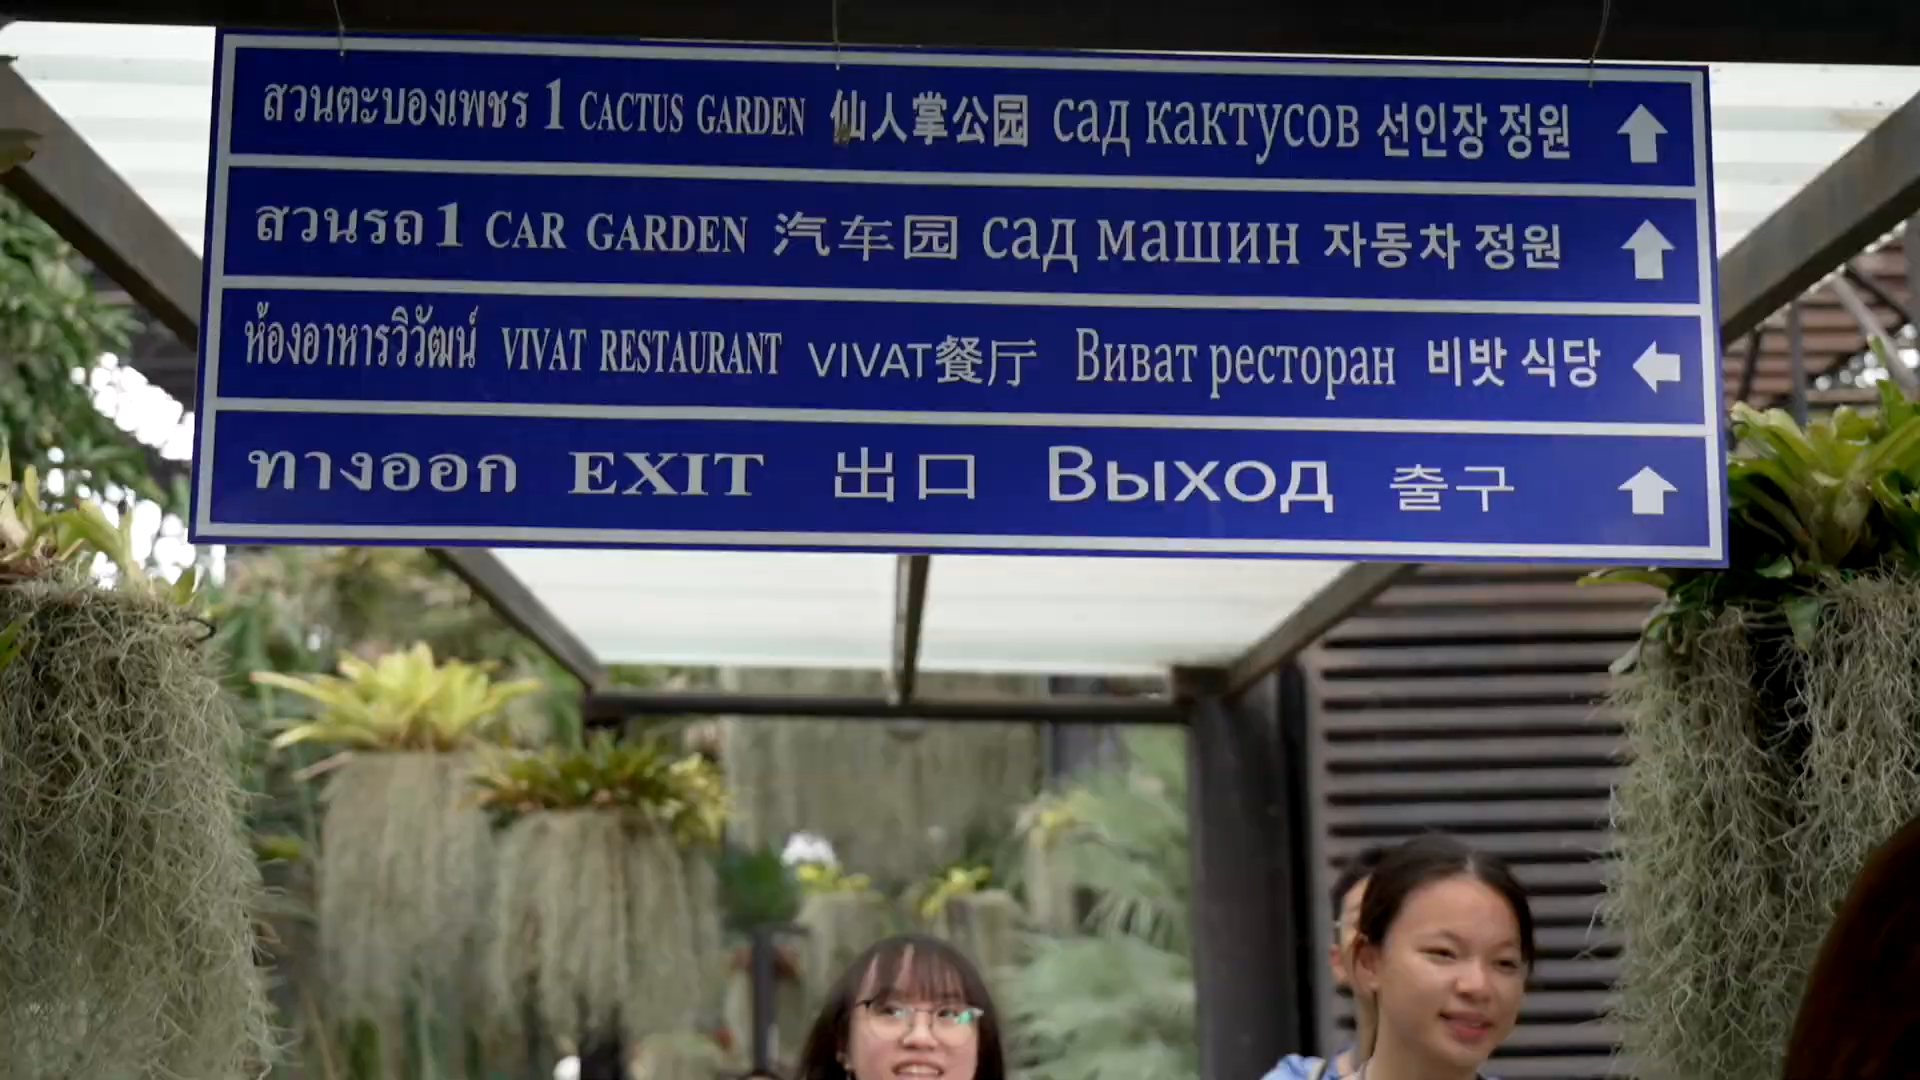 สวนตะบองเพชร 1 CACTUS GARDEN 仙人掌公园 сад кактусов 선인장 정원
สวนรถ 1 CAR GARDEN 汽车园 сад машин 자동차 정원
ห้องอาหารวิวัฒน์ VIVAT RESTAURANT VIVAT餐厅 Виват ресторан 비밧 식당
ทางออก EXIT 出口 Выход 출구